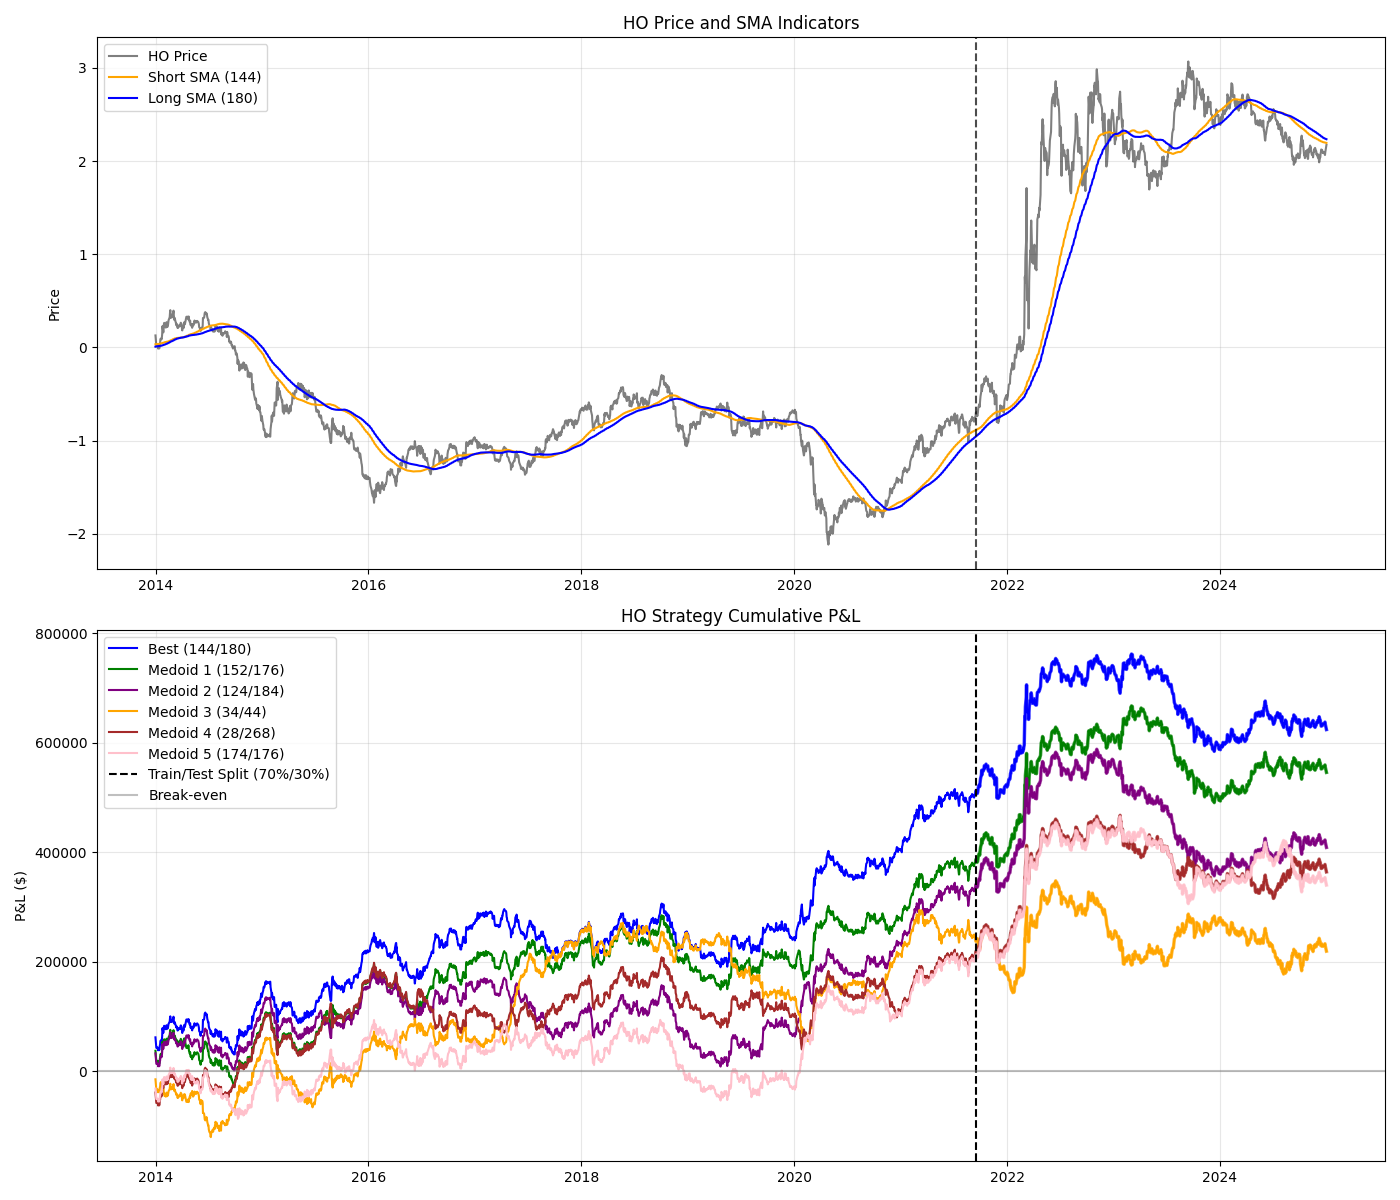 HO Price and SMA Indicators
HO Price
Short SMA (144)
Long SMA (180)
Price
3
2
1
0
−1
−2
2014 2016 2018 2020 2022 2024
HO Strategy Cumulative P&L
Best (144/180)
Medoid 1 (152/176)
Medoid 2 (124/184)
Medoid 3 (34/44)
Medoid 4 (28/268)
Medoid 5 (174/176)
Train/Test Split (70%/30%)
Break-even
P&L ($)
800000
600000
400000
200000
0
2014 2016 2018 2020 2022 2024